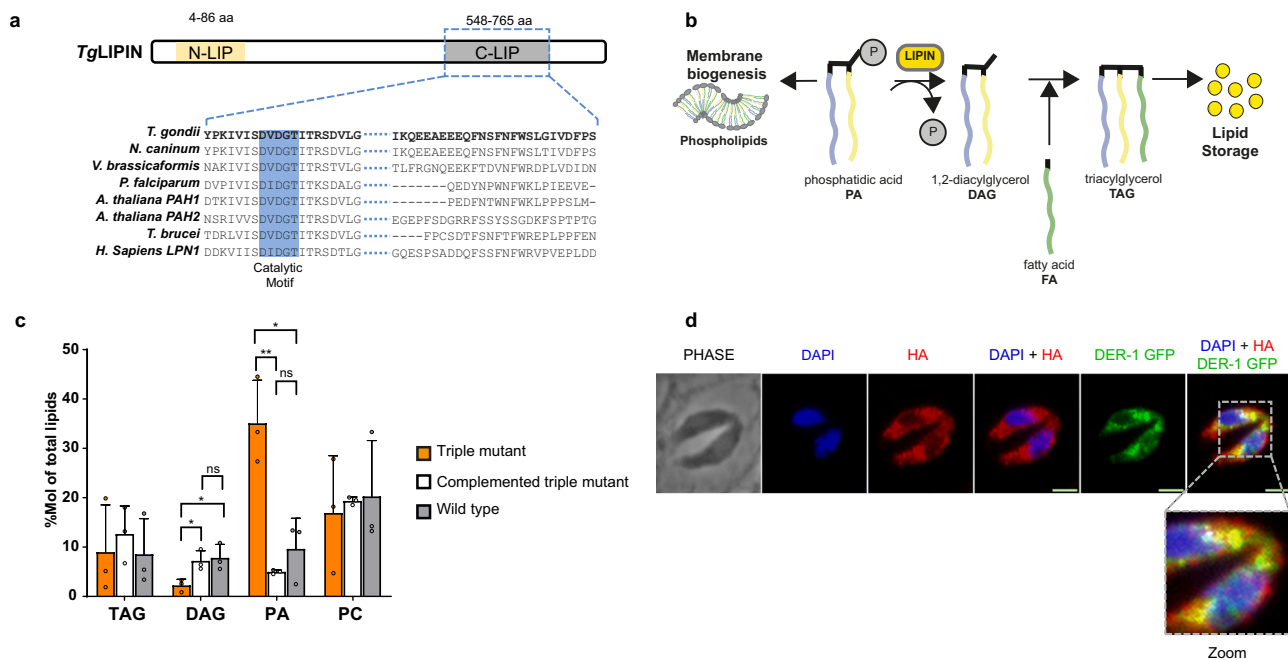 a
4-86 aa
548-765 aa
TgLIPIN
N-LIP
C-LIP
T. gondii YPKIVISDVDGTITRSDVLG IKQEEAEEEQFNSFNFWSLGIVDFPS
N. caninum YPKIVISDVDGTITRSDVLG IKQEEAEEEQFNSFNFWSLTIVDFPS
V. brassicaformis NAKIVISDVDGTITRSDVLG TLFRGNQEEKFTDVNFWRDPLVDIDN
P. falciparum DVPIVISDIDGTITKSDALG -------QEDYNPWNFWKLPIEEVE-
A. thaliana PAH1 DTKIVISDVDGTITRSDVLG -------PEDFNSFNFWREPLPPPSLM-
A. thaliana PAH2 NSRIVVSDVDGTITKSDVLG EGEPFSDGRRFSSYSSGDKFSPTPTG
T. brucei TDRLVISDVDGTITKSDTLG ----FPCSDTFSNFTFWREPLPPFEN
H. Sapiens LPN1 DDKVIISDIDGTITRSDTLG GQESPSADDQFSSFNFWRVPVEPLDD
Catalytic
Motif
b
Membrane
biogenesis
Phospholipids
P
LIPIN
P
phosphatidic acid
PA
1,2-diacylglycerol
DAG
triacylglycerol
TAG
Lipid
Storage
fatty acid
FA
c
%Mol of total lipids
50
40
30
20
10
0
*
**
ns
ns
*
*
TAG DAG PA PC
Triple mutant
Complemented triple mutant
Wild type
d
PHASE
DAPI
HA
DAPI + HA
DER-1 GFP
DAPI + HA
DER-1 GFP
Zoom